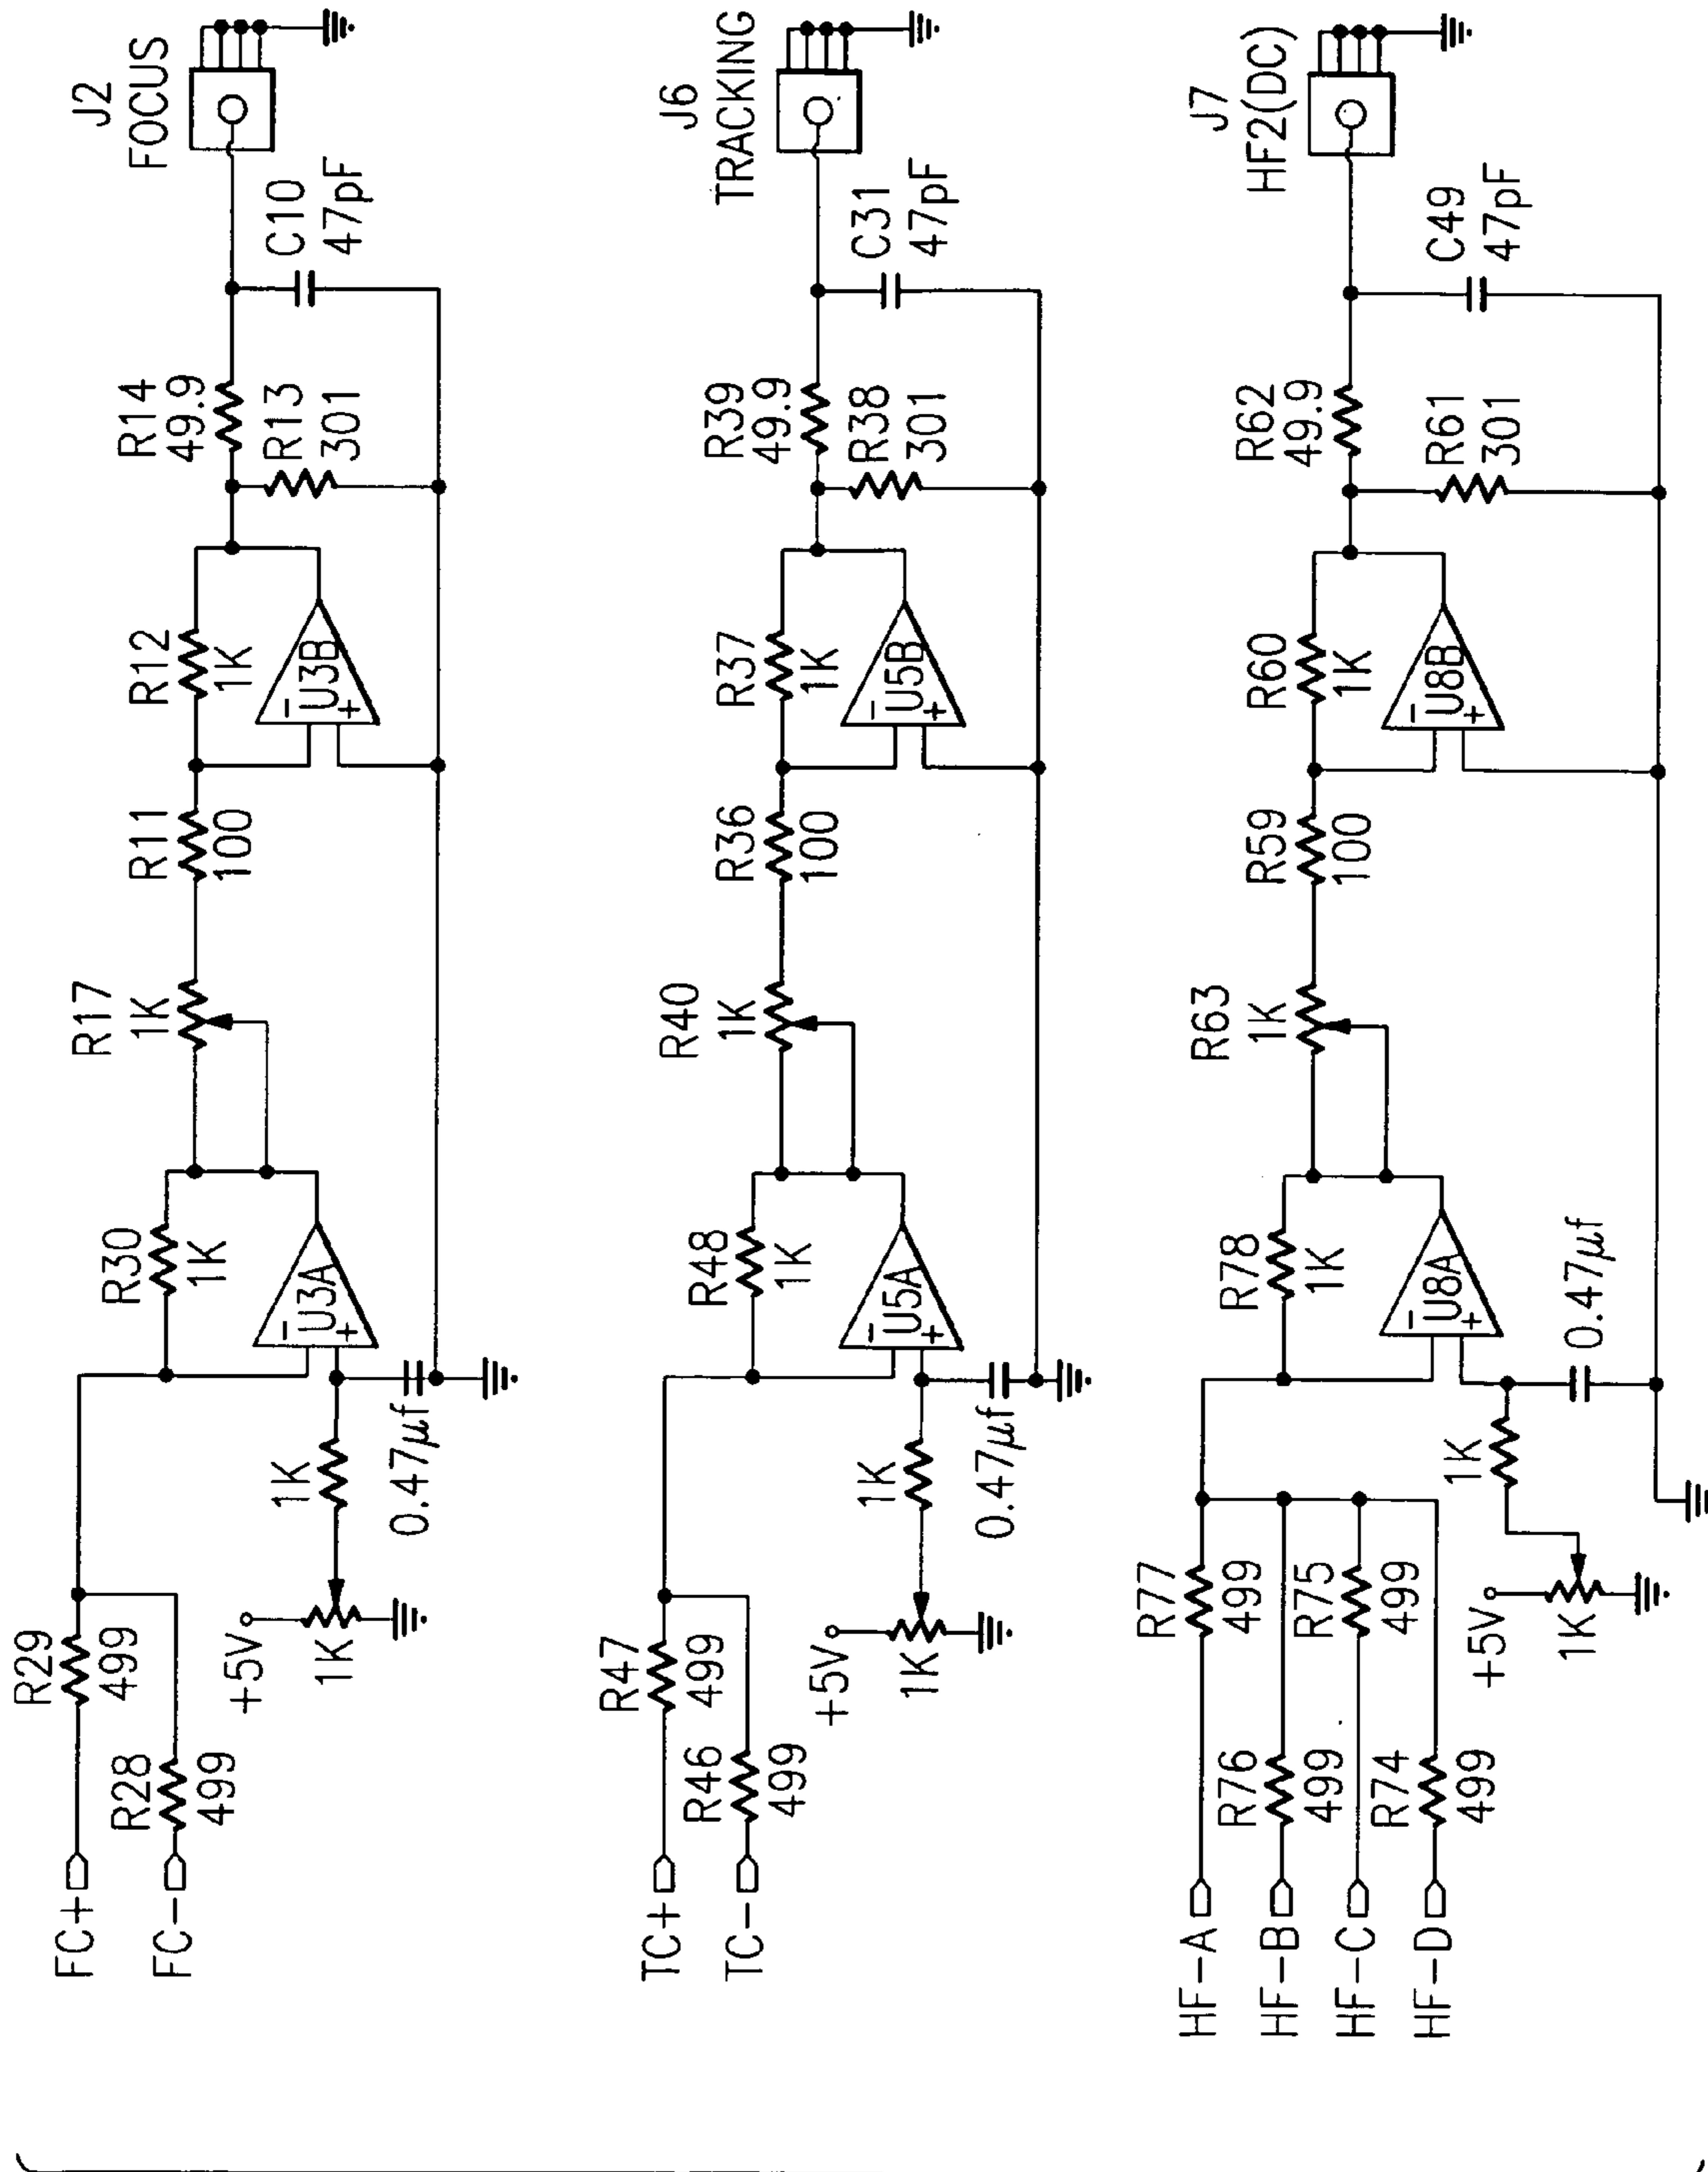 FC+
FC-
R29
499
R28
499
+5V
1K
1K
0.47µf
R30
1K
U3A
-
+
R17
1K
R11
100
R12
1K
U3B
-
+
R14
49.9
R13
301
C10
47pF
J2
FOCUS
TC+
TC-
R47
499
R46
499
+5V
1K
1K
0.47µf
R48
1K
U5A
-
+
R40
1K
R36
100
R37
1K
U5B
-
+
R39
49.9
R38
301
C31
47pF
J6
TRACKING
HF-A
HF-B
HF-C
HF-D
R77
499
R76
499
R75
499
R74
499
+5V
1K
1K
0.47µf
R78
1K
U8A
-
+
R63
1K
R59
100
R60
1K
U8B
-
+
R62
49.9
R61
301
C49
47pF
J7
HF2(DC)